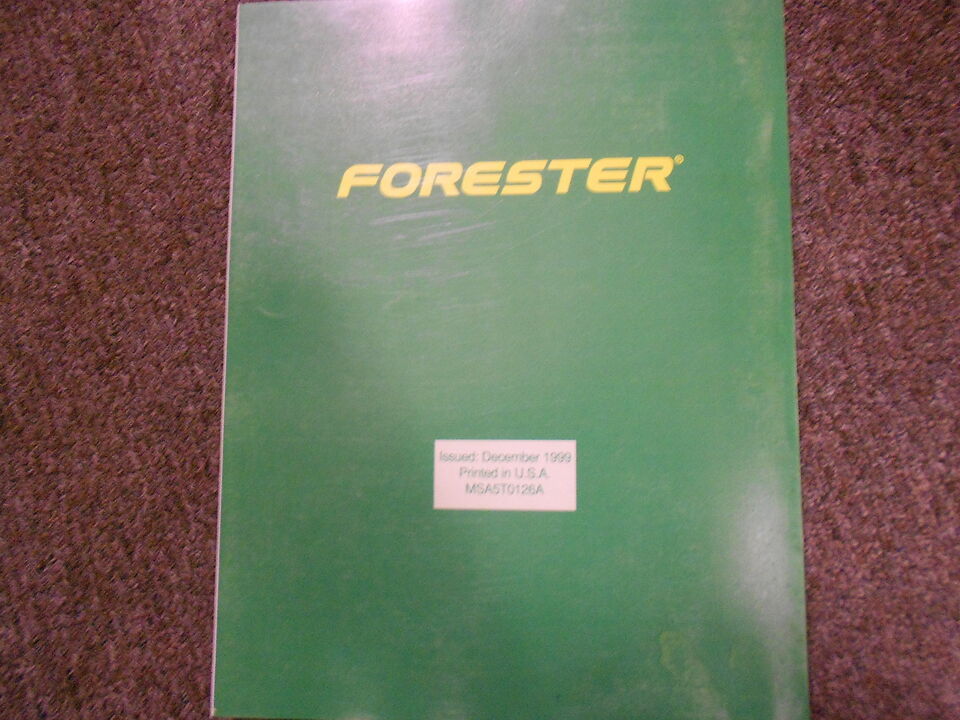 FORESTER®
Issued: December 1999
Printed in U.S.A.
MSA5T0126A